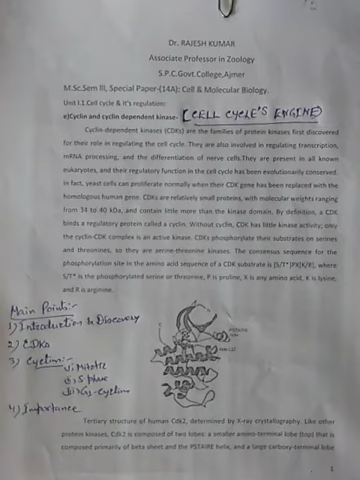 Dr. RAJESH KUMAR
Associate Professor in Zoology
S.P.C.Govt.College,Ajmer
M.Sc.Sem III, Special Paper-(14A): Cell & Molecular Biology.
Unit I.1.Cell cycle & it's regulation:
e)Cyclin and cyclin dependent kinase- [CELL CYCLE'S ENGINE)
Cyclin-dependent kinases (CDKs) are the families of protein kinases first discovered
for their role in regulating the cell cycle. They are also involved in regulating transcription,
mRNA processing, and the differentiation of nerve cells.They are present in all known
eukaryotes, and their regulatory function in the cell cycle has been evolutionarily conserved.
In fact, yeast cells can proliferate normally when their CDK gene has been replaced with the
homologous human gene. CDKs are relatively small proteins, with molecular weights ranging
from 34 to 40 kDa, and contain little more than the kinase domain. By definition, a CDK
binds a regulatory protein called a cyclin. Without cyclin, CDK has little kinase activity; only
the cyclin-CDK complex is an active kinase. CDKs phosphorylate their substrates on serines
and threonines, so they are serine-threonine kinases. The consensus sequence for the
phosphorylation site in the amino acid sequence of a CDK substrate is [S/T*]PX[K/R], where
S/T* is the phosphorylated serine or threonine, P is proline, X is any amino acid, K is lysine,
and R is arginine.
Main Points:-
1) Introduction & Discovery
2) CDKs
3) Cyclin:-
i) Mitotic
ii) S phase
iii) G1-cyclin
4) Importance
PSTAIRE
Tertiary structure of human Cdk2, determined by X-ray crystallography. Like other
protein kinases, Cdk2 is composed of two lobes: a smaller amino-terminal lobe (top) that is
composed primarily of beta sheet and the PSTAIRE helix, and a large carboxy-terminal lobe
1